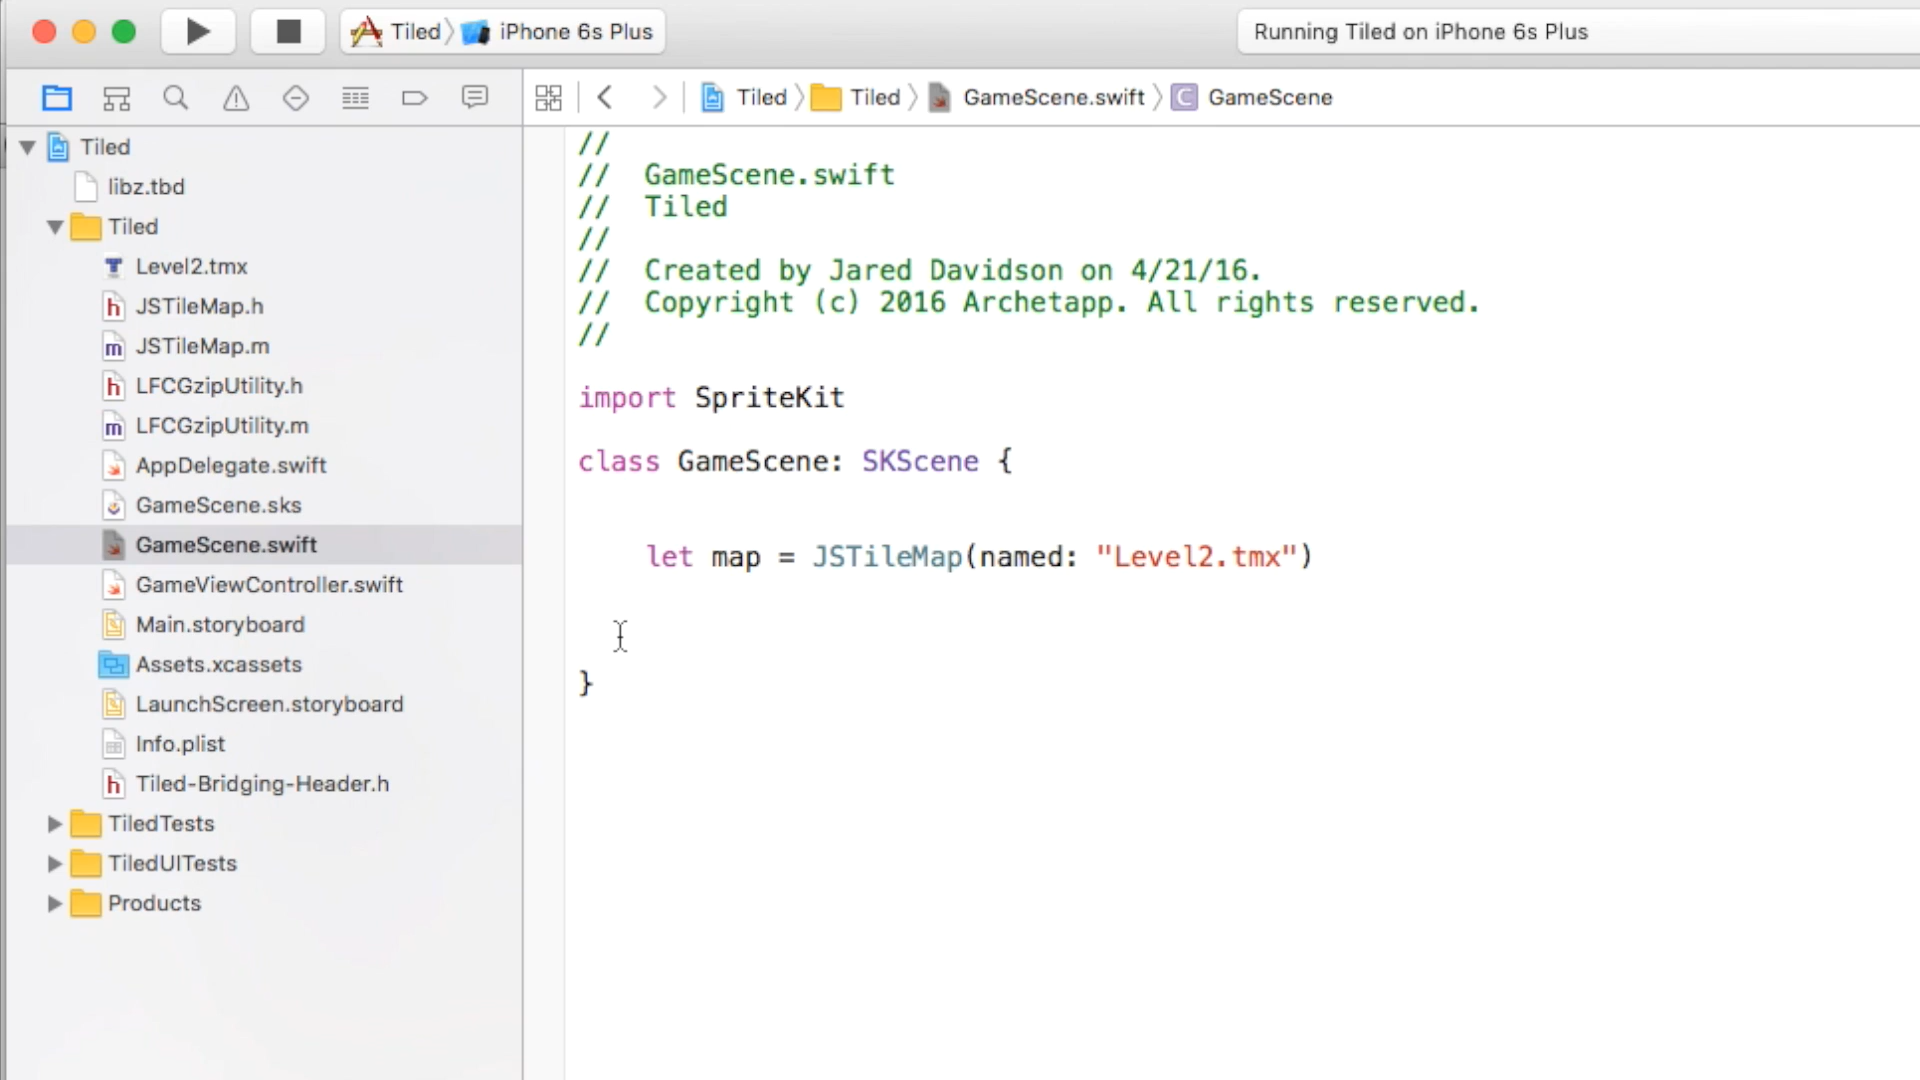 Tiled
iPhone 6s Plus
Running Tiled on iPhone 6s Plus
Tiled
Tiled
GameScene.swift
C
GameScene
Tiled
libz.tbd
Tiled
Level2.tmx
h JSTileMap.h
m JSTileMap.m
h LFCGzipUtility.h
m LFCGzipUtility.m
AppDelegate.swift
GameScene.sks
GameScene.swift
GameViewController.swift
Main.storyboard
Assets.xcassets
LaunchScreen.storyboard
Info.plist
h Tiled-Bridging-Header.h
TiledTests
TiledUITests
Products
//
// GameScene.swift
// Tiled
//
// Created by Jared Davidson on 4/21/16.
// Copyright (c) 2016 Archetapp. All rights reserved.
//
import SpriteKit
class GameScene: SKScene {
let map = JSTileMap(named: "Level2.tmx")
}